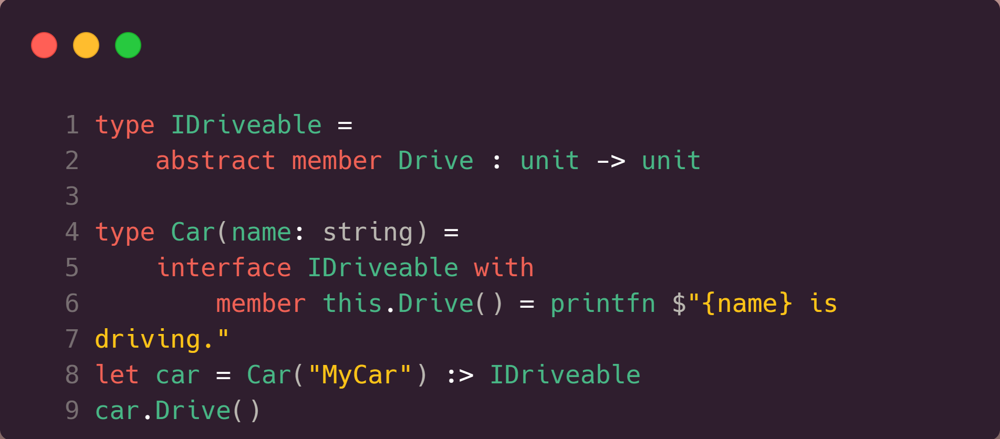 1 type IDriveable =
2     abstract member Drive : unit -> unit
3
4 type Car(name: string) =
5     interface IDriveable with
6         member this.Drive() = printfn $"{name} is
7 driving."
8 let car = Car("MyCar") :> IDriveable
9 car.Drive()